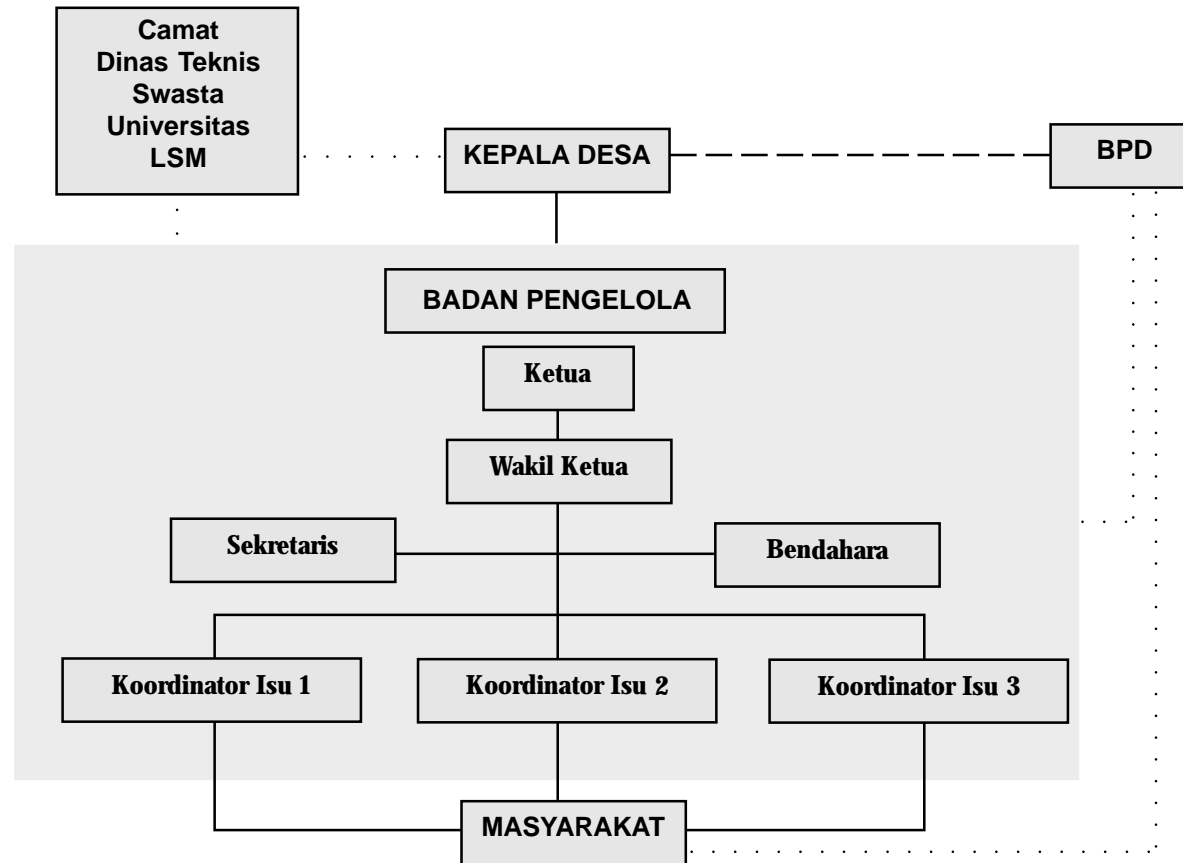 Camat
Dinas Teknis
Swasta
Universitas
LSM
KEPALA DESA
BPD
BADAN PENGELOLA
Ketua
Wakil Ketua
Sekretaris
Bendahara
Koordinator Isu 1
Koordinator Isu 2
Koordinator Isu 3
MASYARAKAT